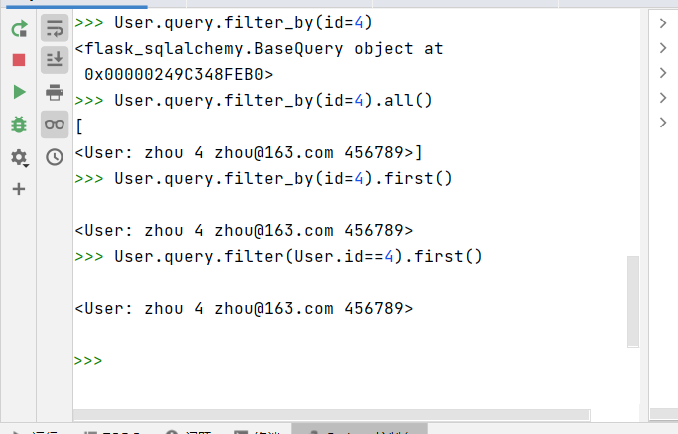 >>> User.query.filter_by(id=4)
<flask_sqlalchemy.BaseQuery object at
 0x00000249C348FEB0>
>>> User.query.filter_by(id=4).all()
[
<User: zhou 4 zhou@163.com 456789>]
>>> User.query.filter_by(id=4).first()
<User: zhou 4 zhou@163.com 456789>
>>> User.query.filter(User.id==4).first()
<User: zhou 4 zhou@163.com 456789>
>>>